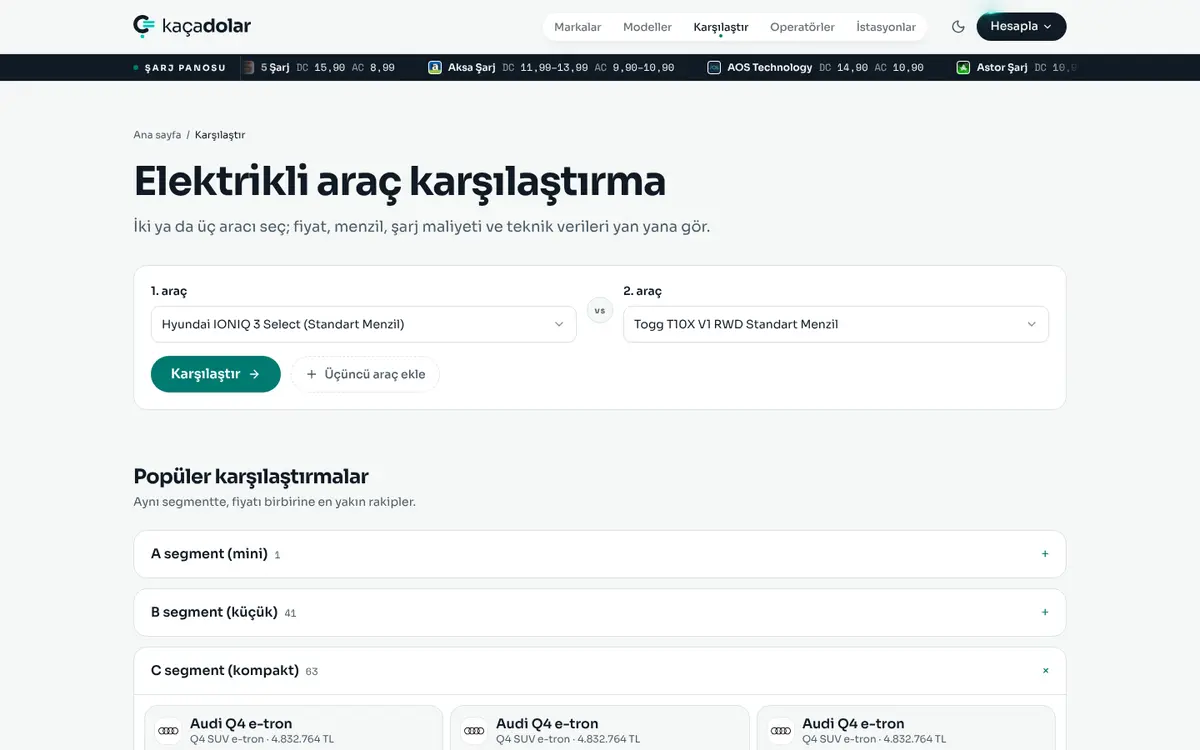 kaçadolar
Markalar Modeller Karşılaştır Operatörler İstasyonlar
Hesapla
ŞARJ PANOSU 5 Şarj DC 15,90 AC 8,99 Aksa Şarj DC 11,99–13,99 AC 9,90–10,90 AOS Technology DC 14,90 AC 10,90 Astor Şarj DC
Ana sayfa / Karşılaştır
Elektrikli araç karşılaştırma
İki ya da üç aracı seç; fiyat, menzil, şarj maliyeti ve teknik verileri yan yana gör.
1. araç
Hyundai IONIQ 3 Select (Standart Menzil)
vs
2. araç
Togg T10X V1 RWD Standart Menzil
Karşılaştır →
+ Üçüncü araç ekle
Popüler karşılaştırmalar
Aynı segmentte, fiyatı birbirine en yakın rakipler.
A segment (mini) 1 +
B segment (küçük) 41 +
C segment (kompakt) 63 ×
Audi Q4 e-tron
Q4 SUV e-tron · 4.832.764 TL
Audi Q4 e-tron
Q4 SUV e-tron · 4.832.764 TL
Audi Q4 e-tron
Q4 SUV e-tron · 4.832.764 TL